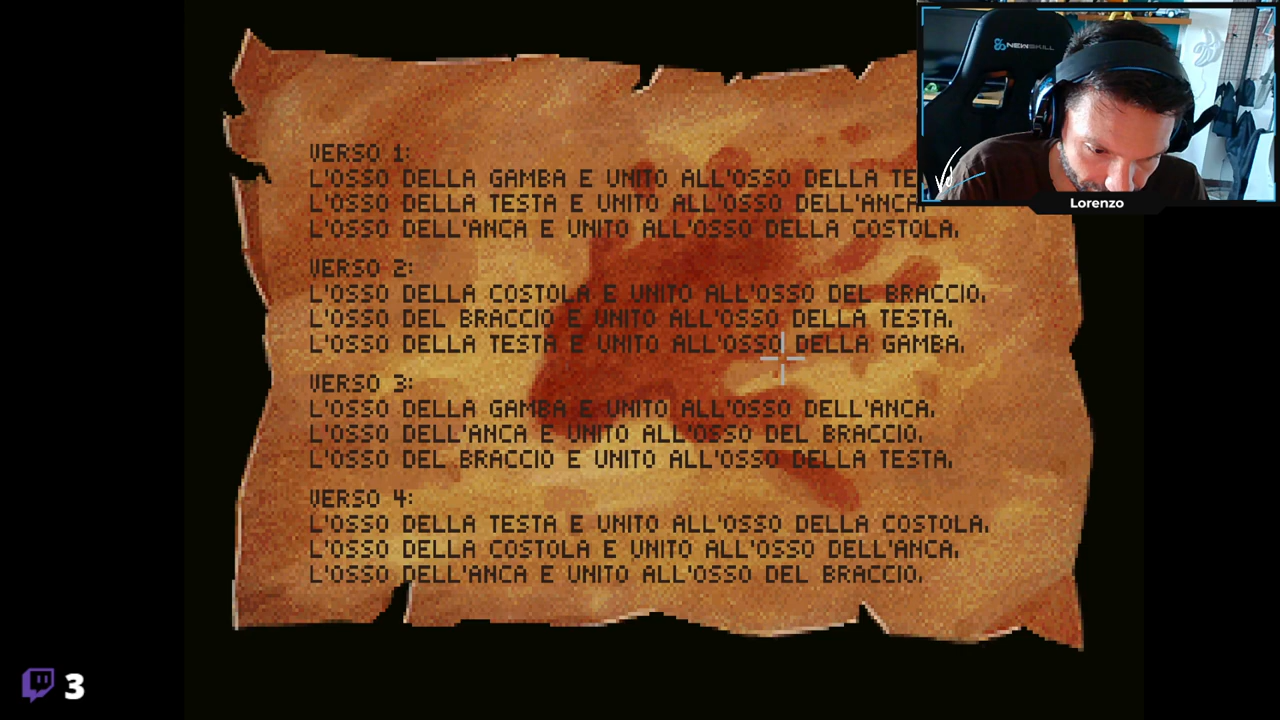 VERSO 1:
L'OSSO DELLA GAMBA E UNITO ALL'OSSO DELLA
L'OSSO DELLA TESTA E UNITO ALL'OSSO DELL'ANCA.
L'OSSO DELL'ANCA E UNITO ALL'OSSO DELLA COSTOLA.
VERSO 2:
L'OSSO DELLA COSTOLA E UNITO ALL'OSSO DEL BRACCIO.
L'OSSO DEL BRACCIO E UNITO ALL'OSSO DELLA TESTA.
L'OSSO DELLA TESTA E UNITO ALL'OSSO DELLA GAMBA.
VERSO 3:
L'OSSO DELLA GAMBA E UNITO ALL'OSSO DELL'ANCA.
L'OSSO DELL'ANCA E UNITO ALL'OSSO DEL BRACCIO.
L'OSSO DEL BRACCIO E UNITO ALL'OSSO DELLA TESTA.
VERSO 4:
L'OSSO DELLA TESTA E UNITO ALL'OSSO DELLA COSTOLA.
L'OSSO DELLA COSTOLA E UNITO ALL'OSSO DELL'ANCA.
L'OSSO DELL'ANCA E UNITO ALL'OSSO DEL BRACCIO.
NEWSKILL
Lorenzo
3